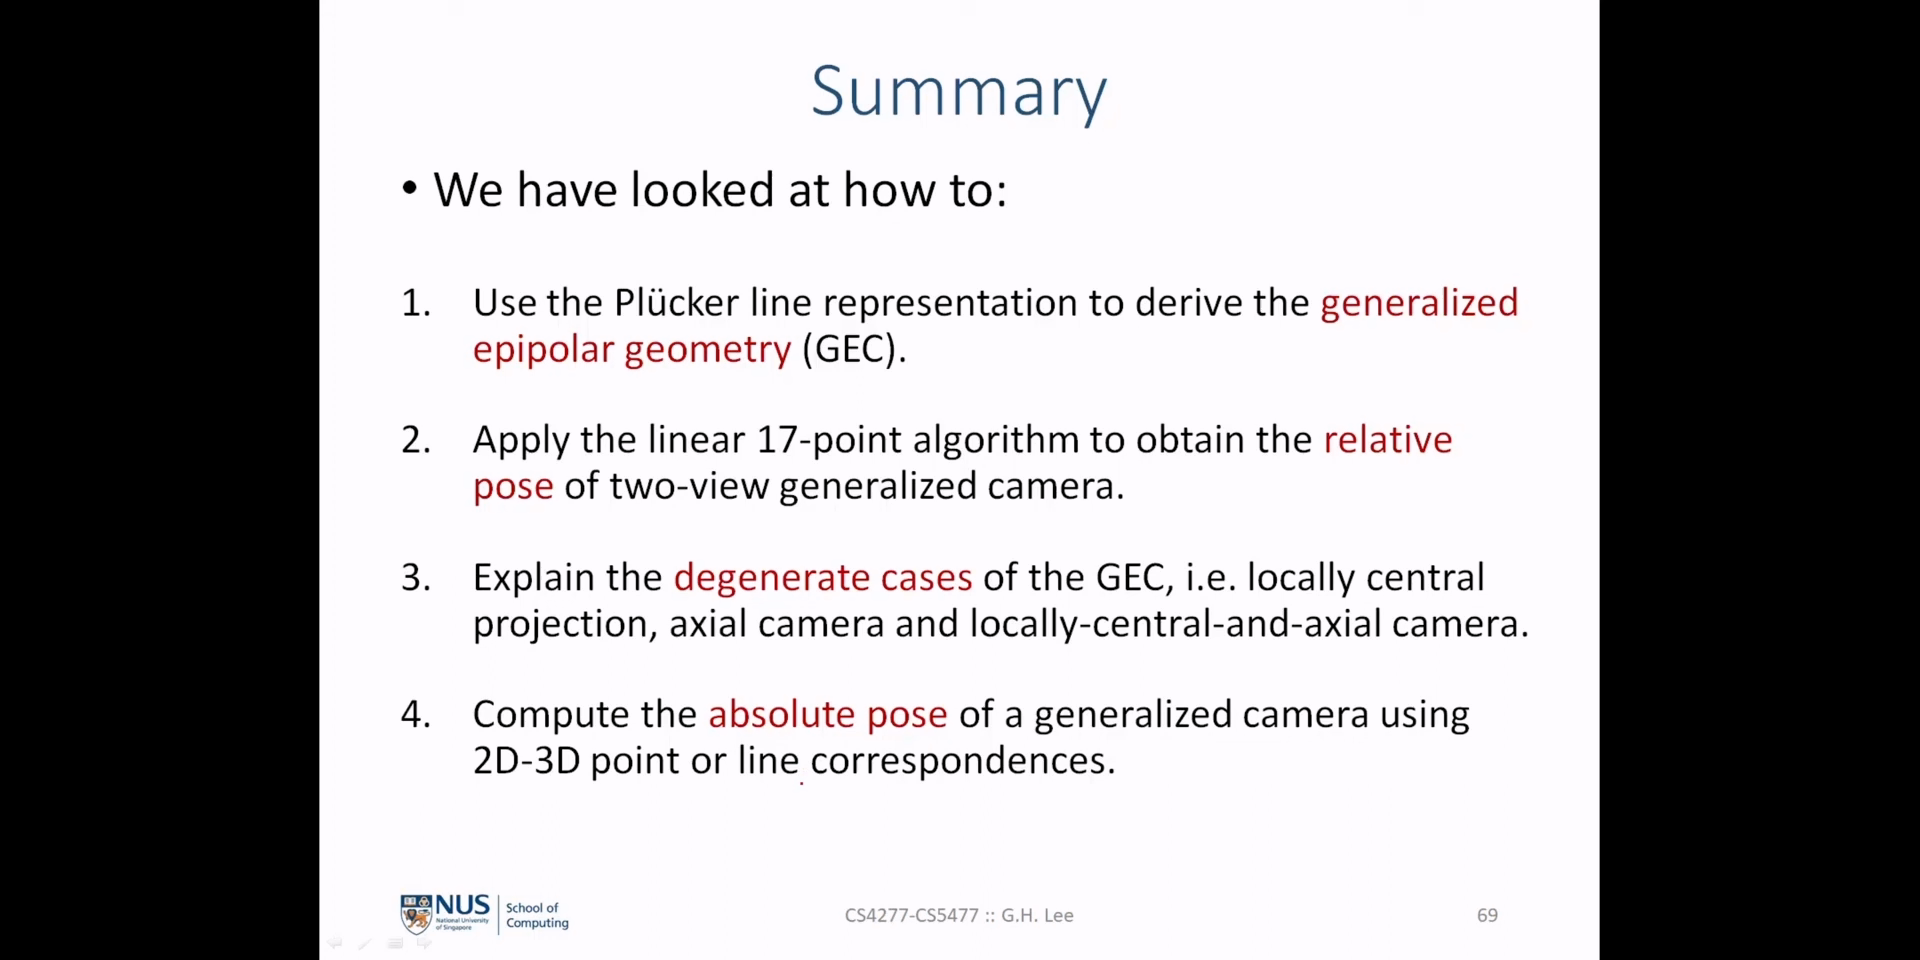 Summary
• We have looked at how to:
1. Use the Plücker line representation to derive the generalized
epipolar geometry (GEC).
2. Apply the linear 17-point algorithm to obtain the relative
pose of two-view generalized camera.
3. Explain the degenerate cases of the GEC, i.e. locally central
projection, axial camera and locally-central-and-axial camera.
4. Compute the absolute pose of a generalized camera using
2D-3D point or line correspondences.
NUS
National University
of Singapore
School of
Computing
CS4277-CS5477 :: G.H. Lee
69